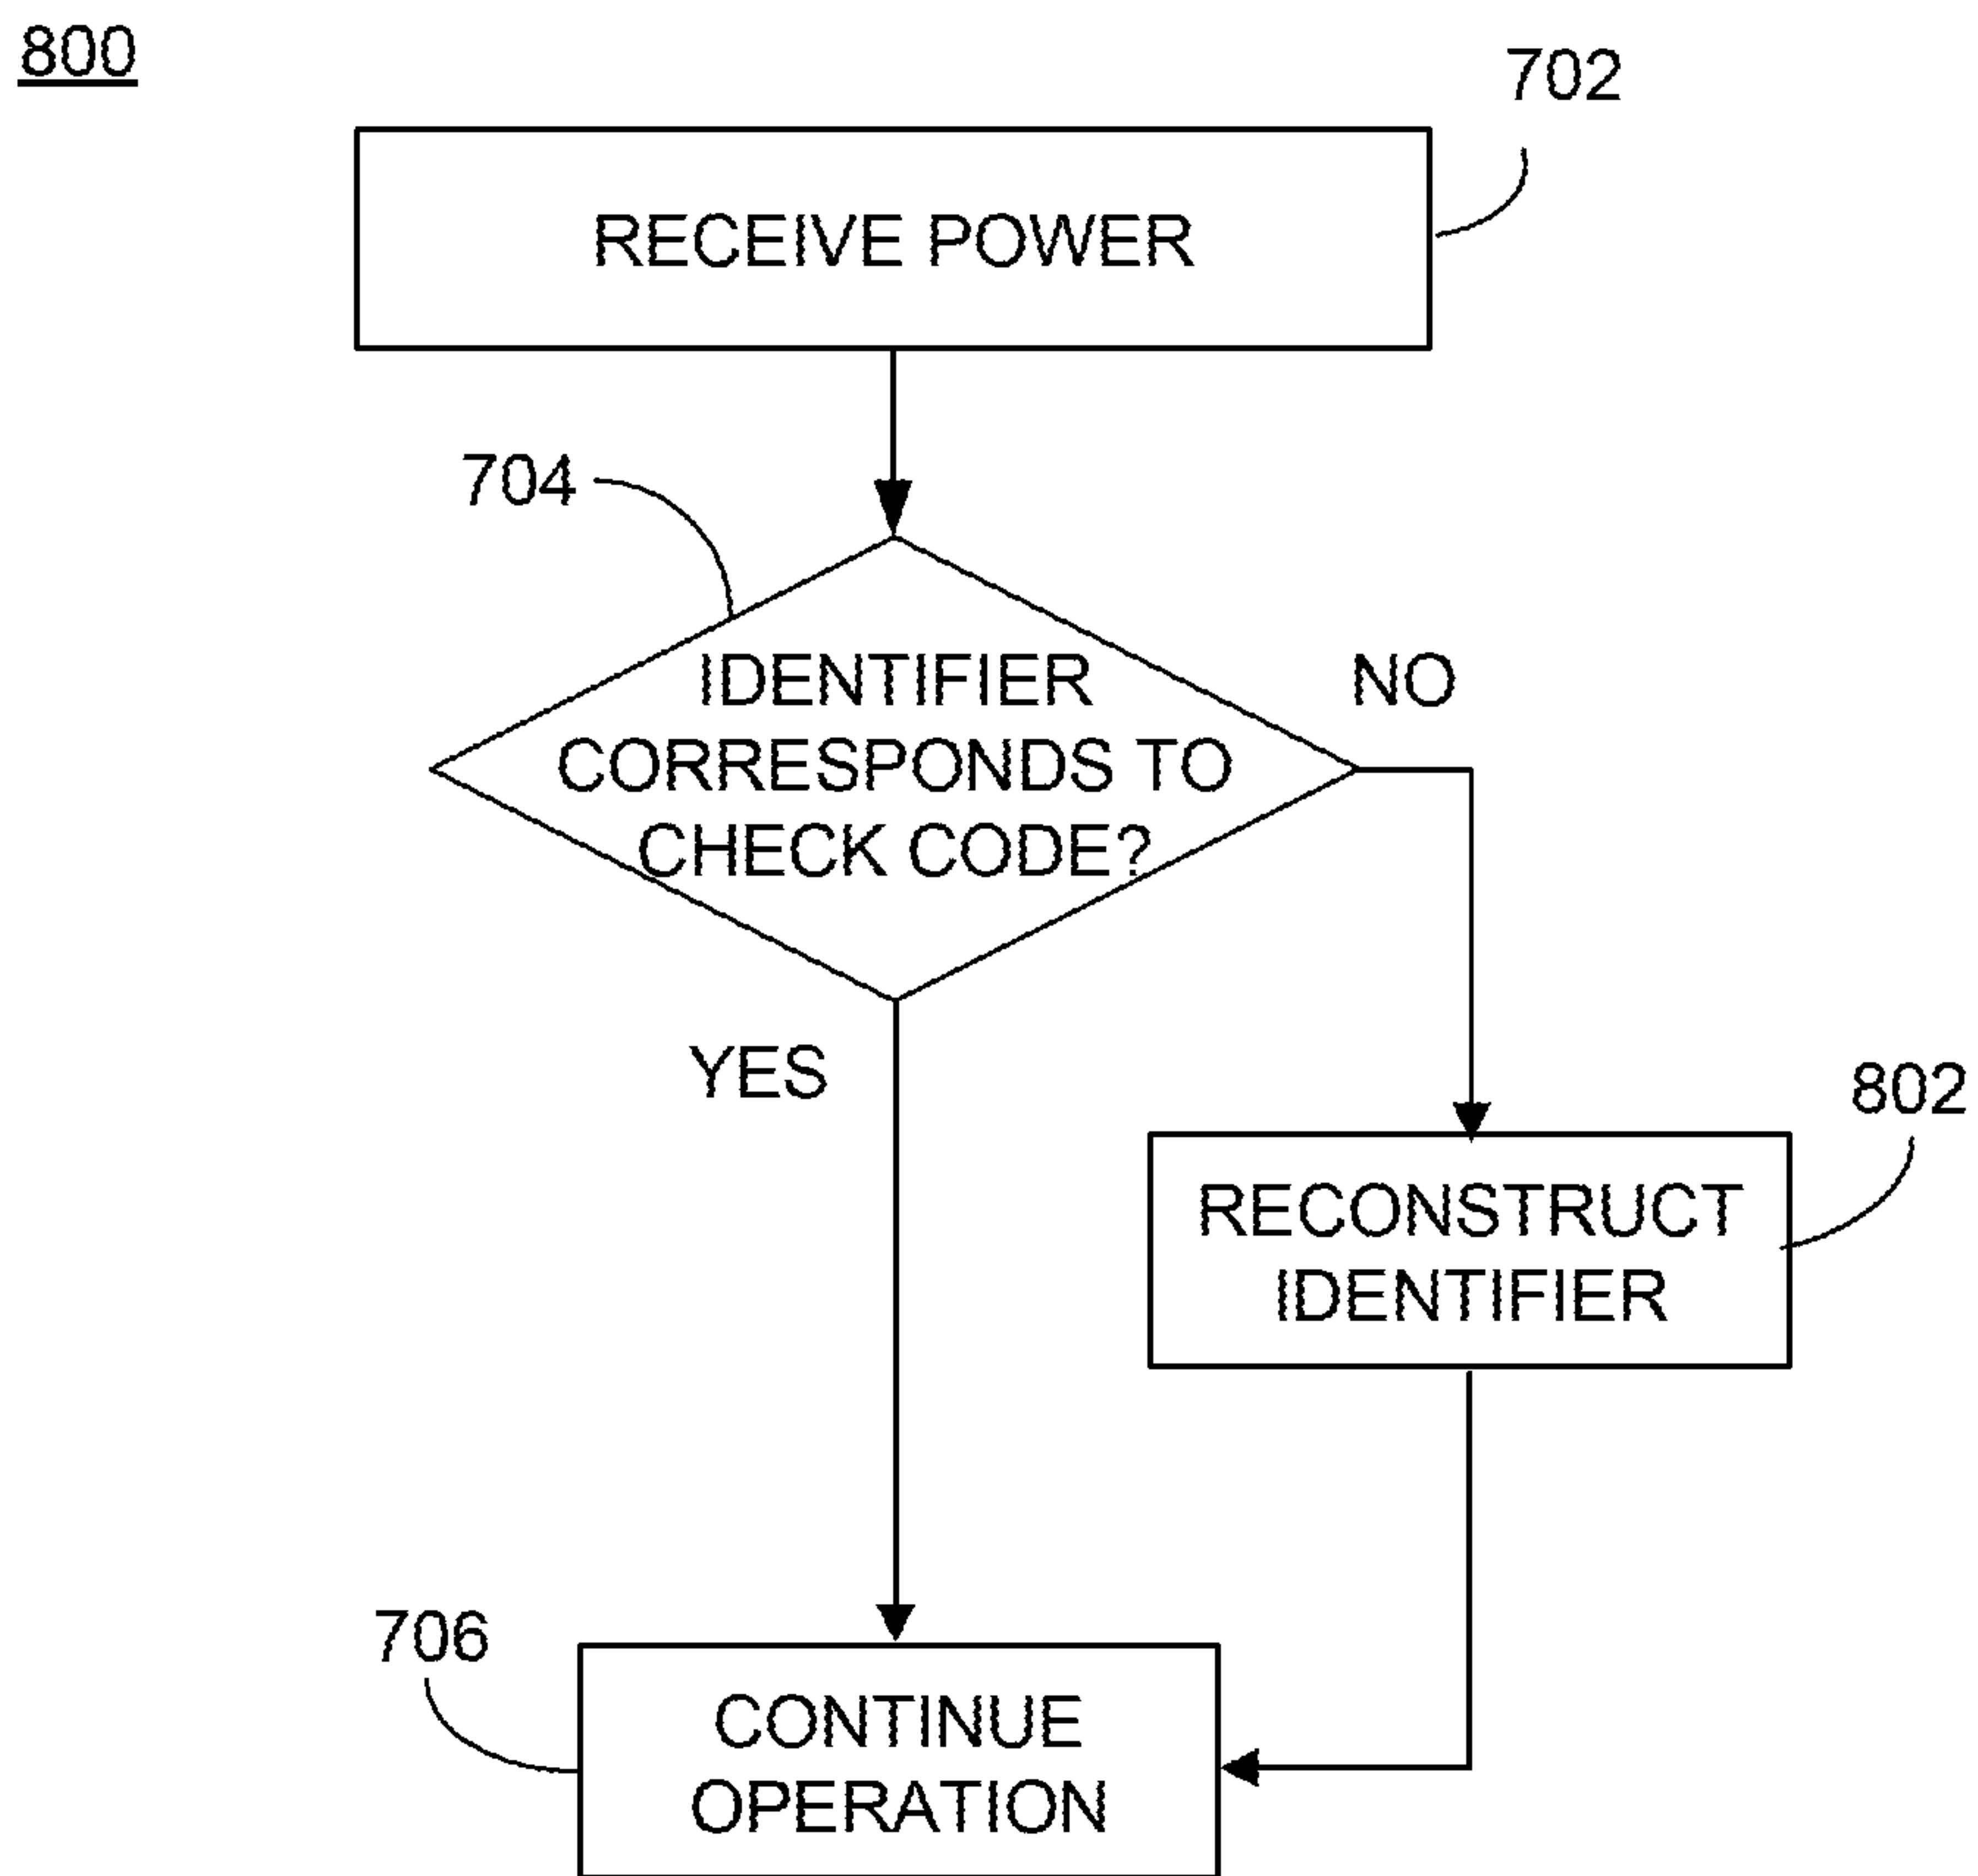 800
702
RECEIVE POWER
704
IDENTIFIER
CORRESPONDS TO
CHECK CODE?
NO
YES
802
RECONSTRUCT
IDENTIFIER
706
CONTINUE
OPERATION